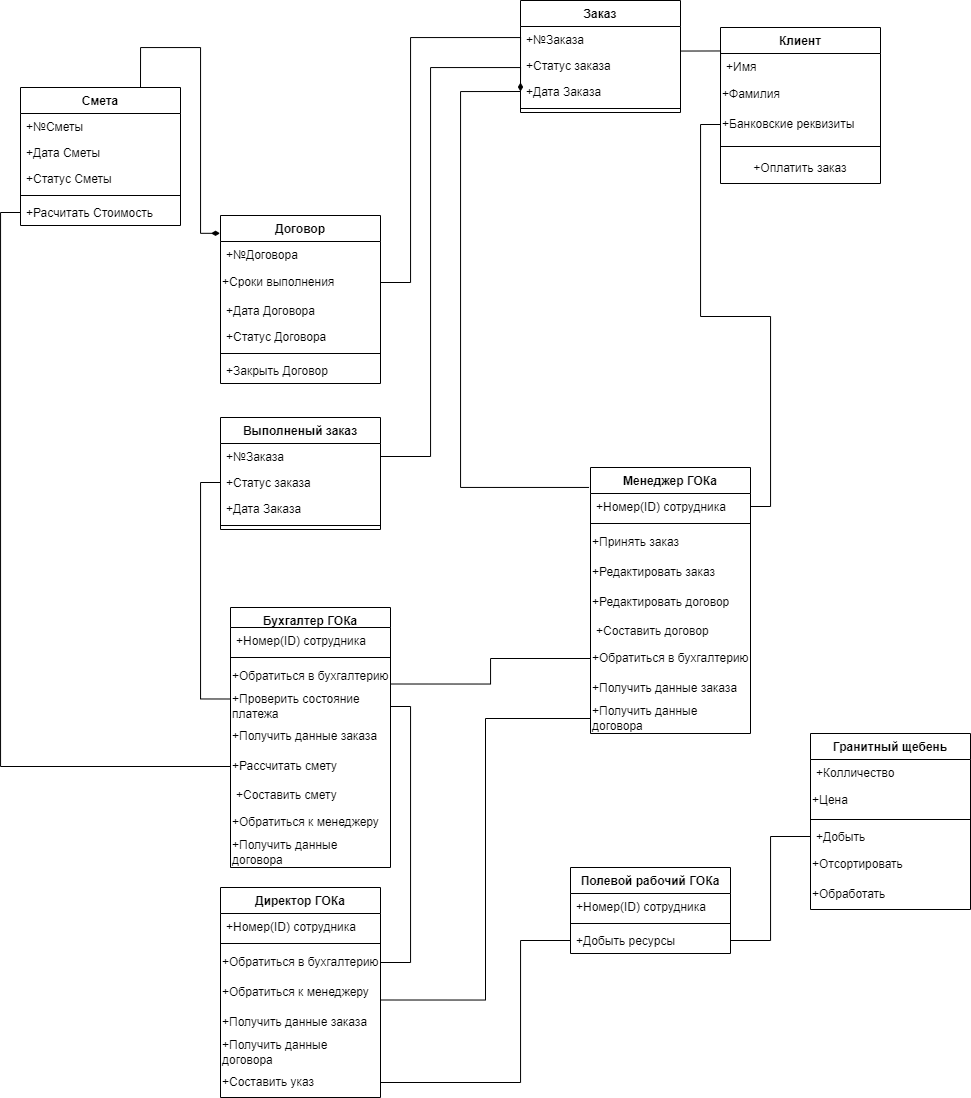 Заказ
+№Заказа
+Статус заказа
+Дата Заказа
Клиент
+Имя
+Фамилия
+Банковские реквизиты
+Оплатить заказ
Смета
+№Сметы
+Дата Сметы
+Статус Сметы
+Расчитать Стоимость
Договор
+№Договора
+Сроки выполнения
+Дата Договора
+Статус Договора
+Закрыть Договор
Выполненый заказ
+№Заказа
+Статус заказа
+Дата Заказа
Менеджер ГОКа
+Номер(ID) сотрудника
+Принять заказ
+Редактировать заказ
+Редактировать договор
+Составить договор
+Обратиться в бухгалтерию
+Получить данные заказа
+Получить данные
договора
Бухгалтер ГОКа
+Номер(ID) сотрудника
+Обратиться в бухгалтерию
+Проверить состояние
платежа
+Получить данные заказа
+Рассчитать смету
+Составить смету
+Обратиться к менеджеру
+Получить данные
договора
Гранитный щебень
+Колличество
+Цена
+Добыть
+Отсортировать
+Обработать
Полевой рабочий ГОКа
+Номер(ID) сотрудника
+Добыть ресурсы
Директор ГОКа
+Номер(ID) сотрудника
+Обратиться в бухгалтерию
+Обратиться к менеджеру
+Получить данные заказа
+Получить данные
договора
+Составить указ